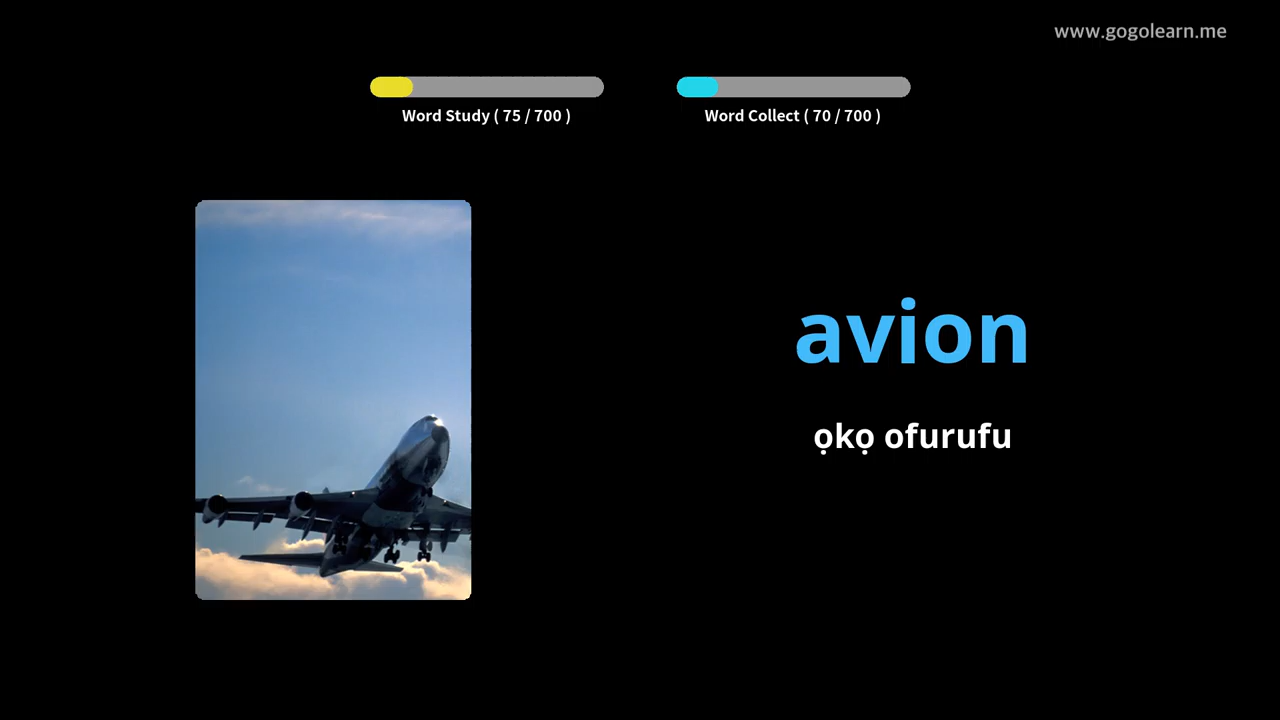 www.gogolearn.me
Word Study ( 75 / 700 )
Word Collect ( 70 / 700 )
avion
ọkọ ofurufu